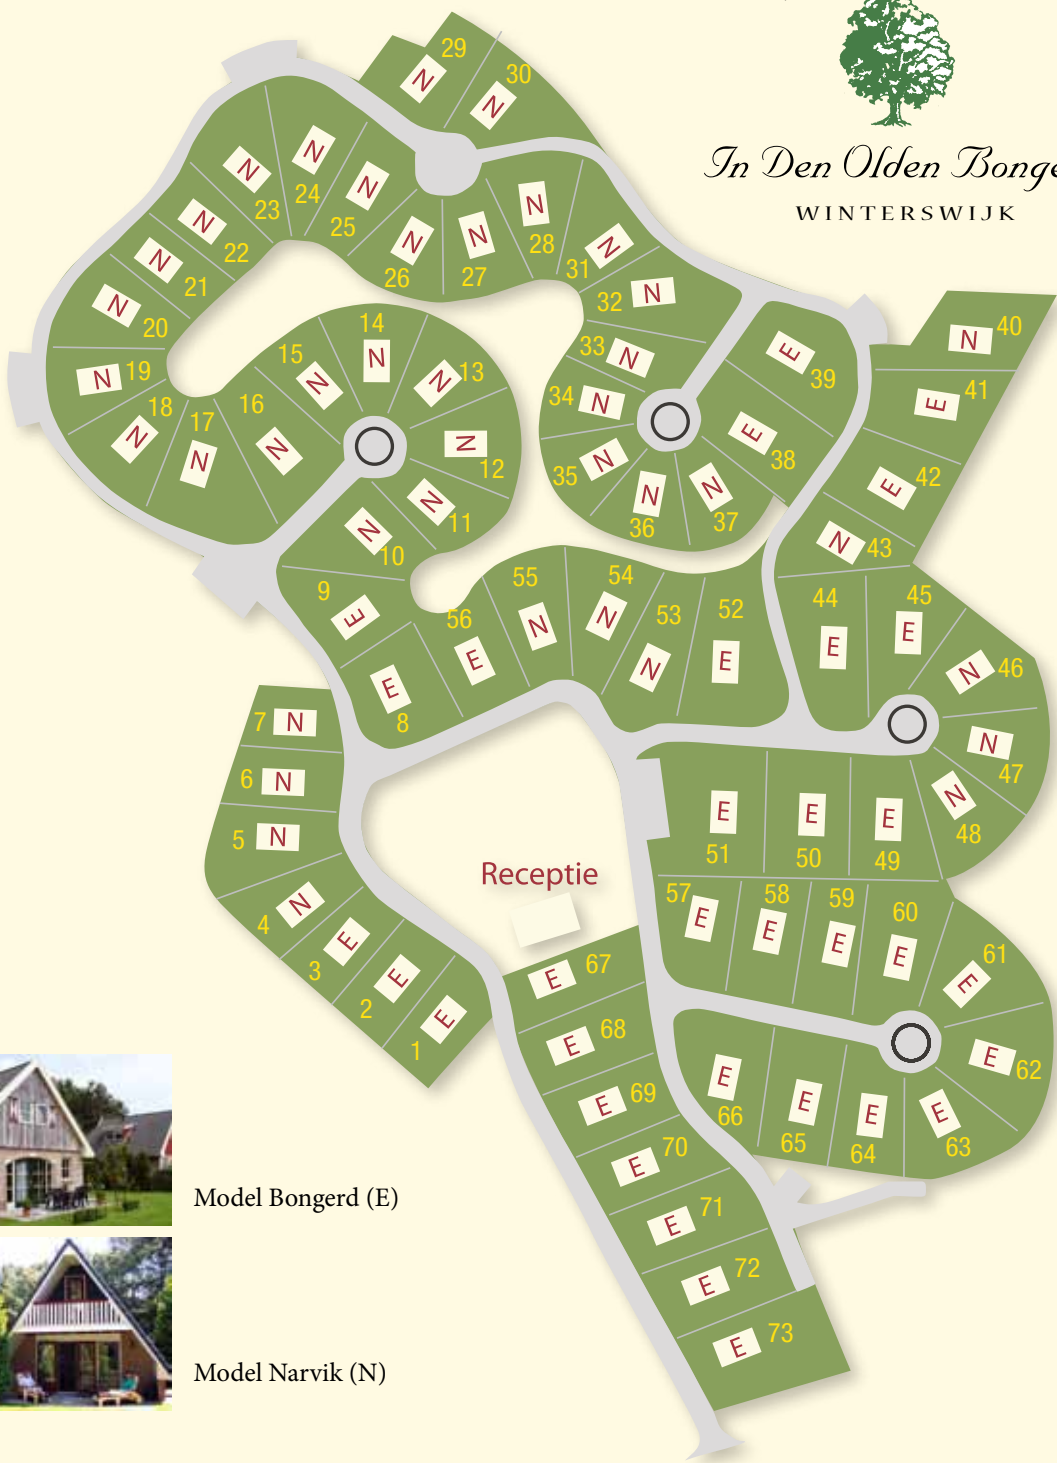 In Den Olden Bonge
WINTERSWIJK
29
N
30
N
24
N
23
N
25
N
22
N
21
N
20
N
19
N
18
N
17
N
16
N
15
N
14
N
13
N
12
N
11
N
10
N
26
N
27
N
28
N
31
N
32
N
33
N
34
N
35
N
36
N
37
N
38
E
39
E
40
N
41
E
42
E
43
N
44
E
45
E
46
N
47
N
48
N
49
E
50
E
51
E
52
E
53
N
54
N
55
N
56
E
9
E
8
E
7
N
6
N
5
N
4
N
3
E
2
E
1
E
Receptie
57
E
58
E
59
E
60
E
61
E
62
E
63
E
64
E
65
E
66
E
67
E
68
E
69
E
70
E
71
E
72
E
73
E
Model Bongerd (E)
Model Narvik (N)